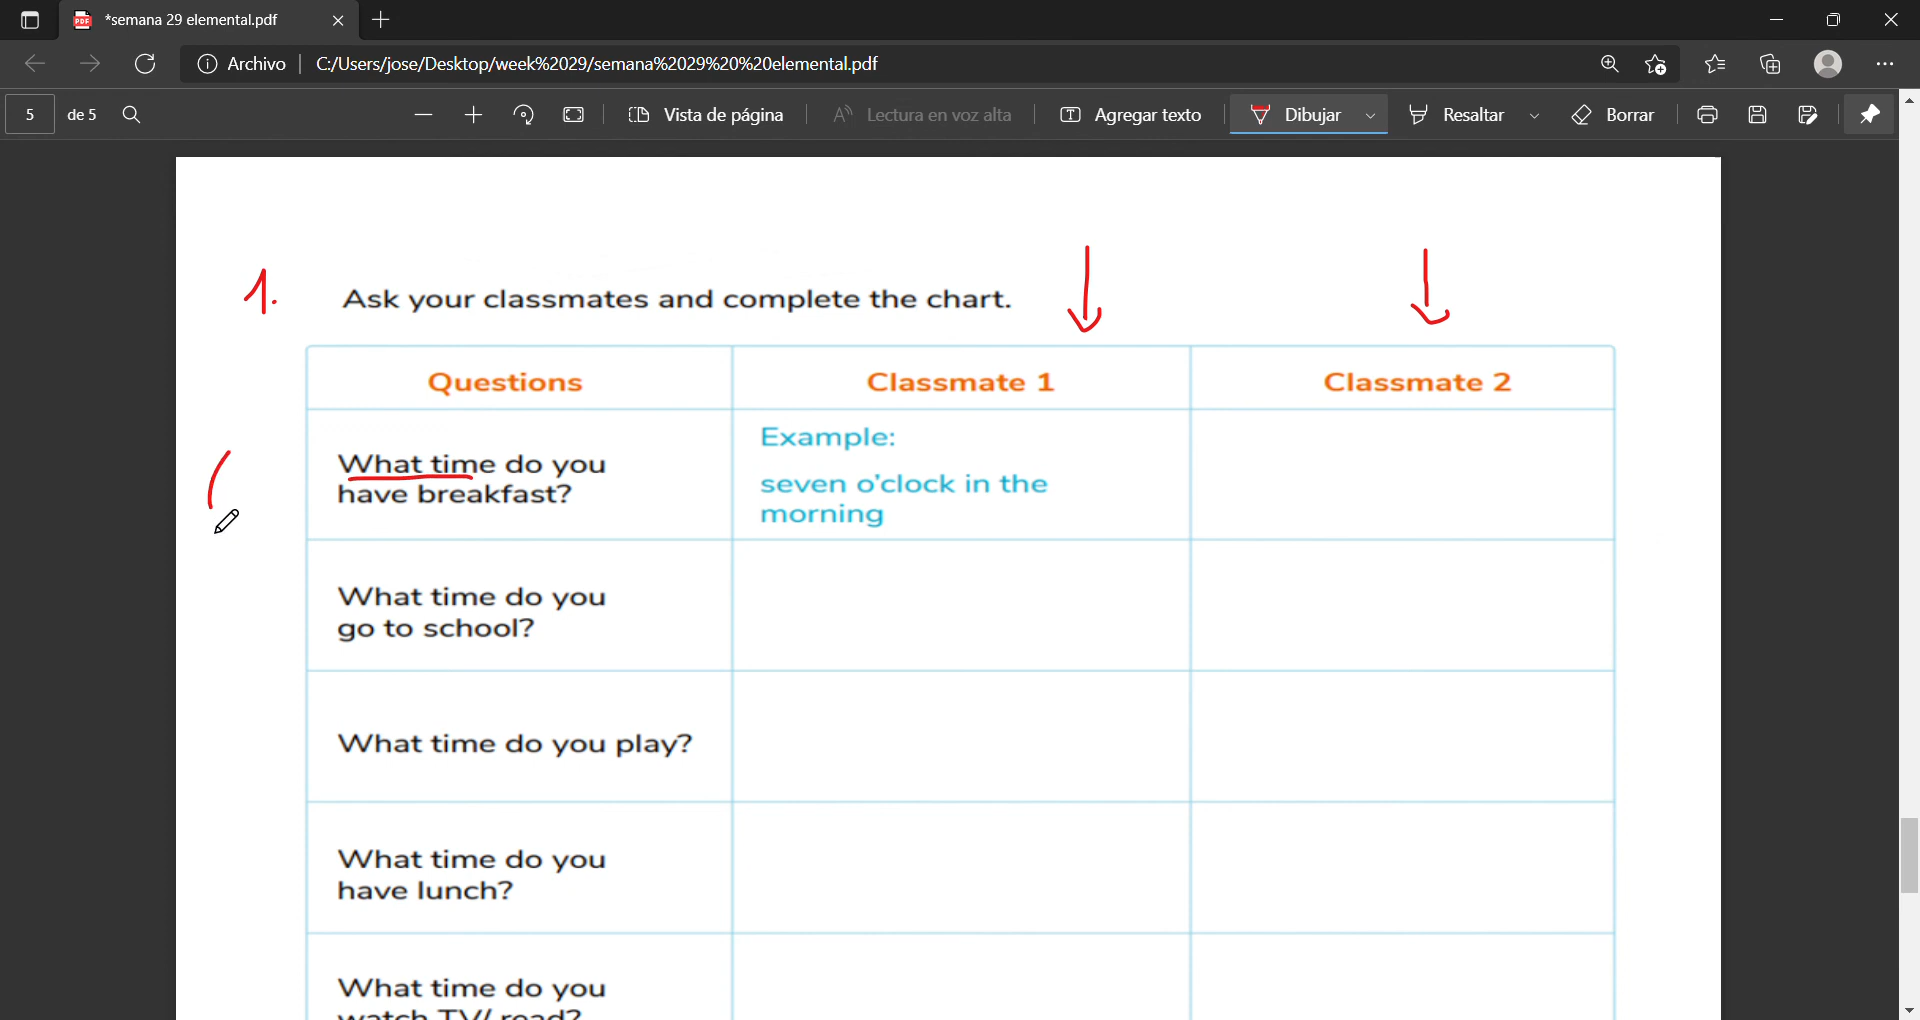 *semana 29 elemental.pdf
Archivo
C:/Users/jose/Desktop/week%2029/semana%2029%20%20elemental.pdf
5 de 5
Vista de página
Lectura en voz alta
Agregar texto
Dibujar
Resaltar
Borrar
1. Ask your classmates and complete the chart.
Questions
Classmate 1
Classmate 2
What time do you
have breakfast?
Example:
seven o'clock in the
morning
What time do you
go to school?
What time do you play?
What time do you
have lunch?
What time do you
watch TV/ read?